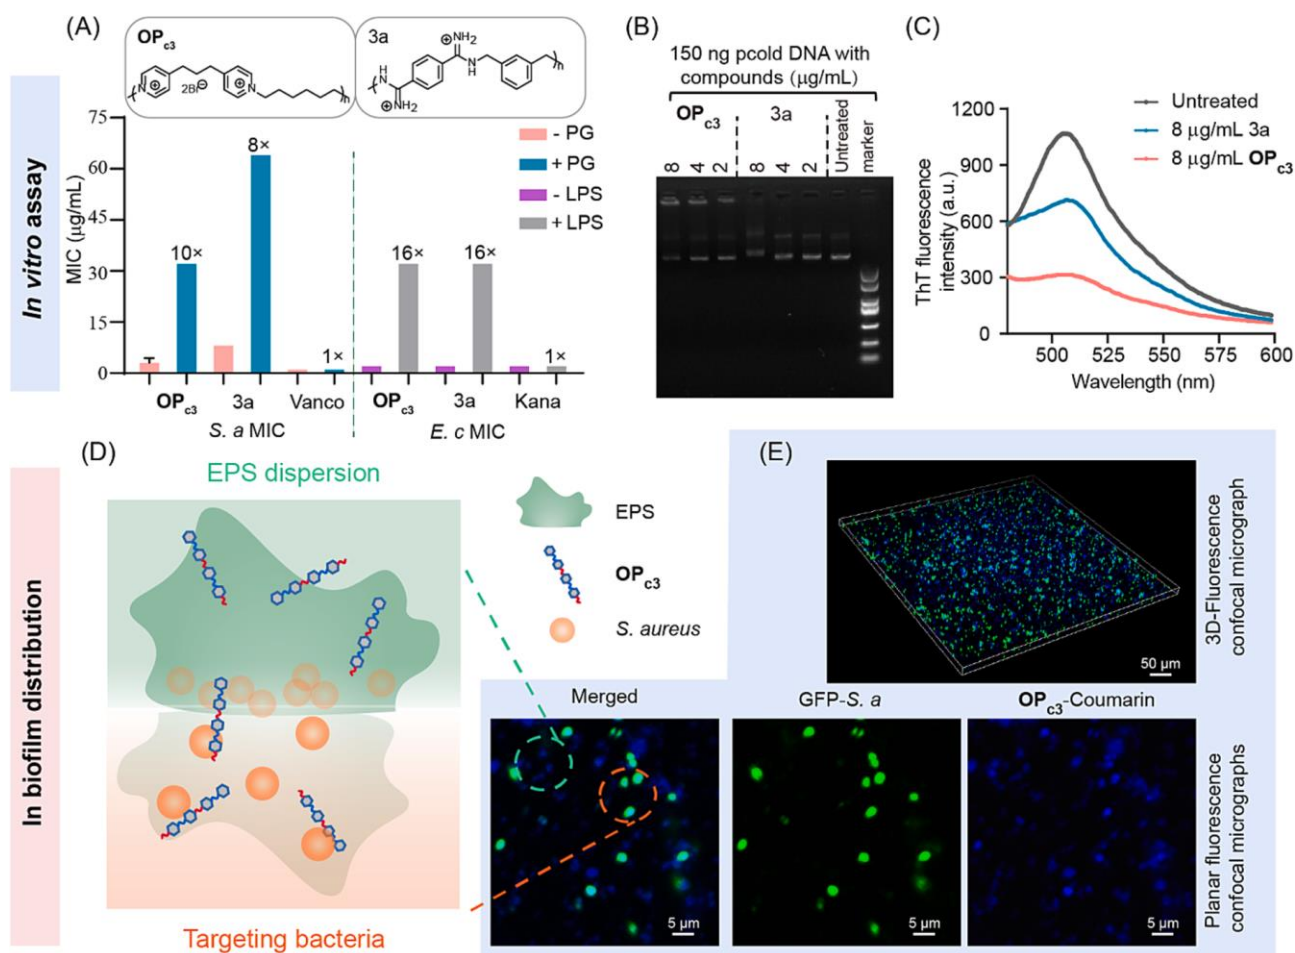 (A)
OPc3
N
⊕
2Br⊖
⊕
N
n
3a
⊕
NH2
H
N
N
H
⊕
NH2
n
In vitro assay
MIC (μg/mL)
75
60
45
30
15
0
10×
8×
1×
16×
16×
1×
- PG
+ PG
- LPS
+ LPS
OPc3 3a Vanco
OPc3 3a Kana
S. a MIC
E. c MIC
(B)
150 ng pcold DNA with
compounds (μg/mL)
OPc3 3a
8 4 2 8 4 2 Untreated marker
(C)
ThT fluorescence
intensity (a.u.)
1200
900
600
300
0
500 525 550 575 600
Wavelength (nm)
Untreated
8 μg/mL 3a
8 μg/mL OPc3
In biofilm distribution
(D)
EPS dispersion
Targeting bacteria
EPS
OPc3
S. aureus
(E)
50 μm
3D-Fluorescence
confocal micrograph
Merged
GFP-S. a
OPc3-Coumarin
5 μm
5 μm
5 μm
Planar fluorescence
confocal micrographs